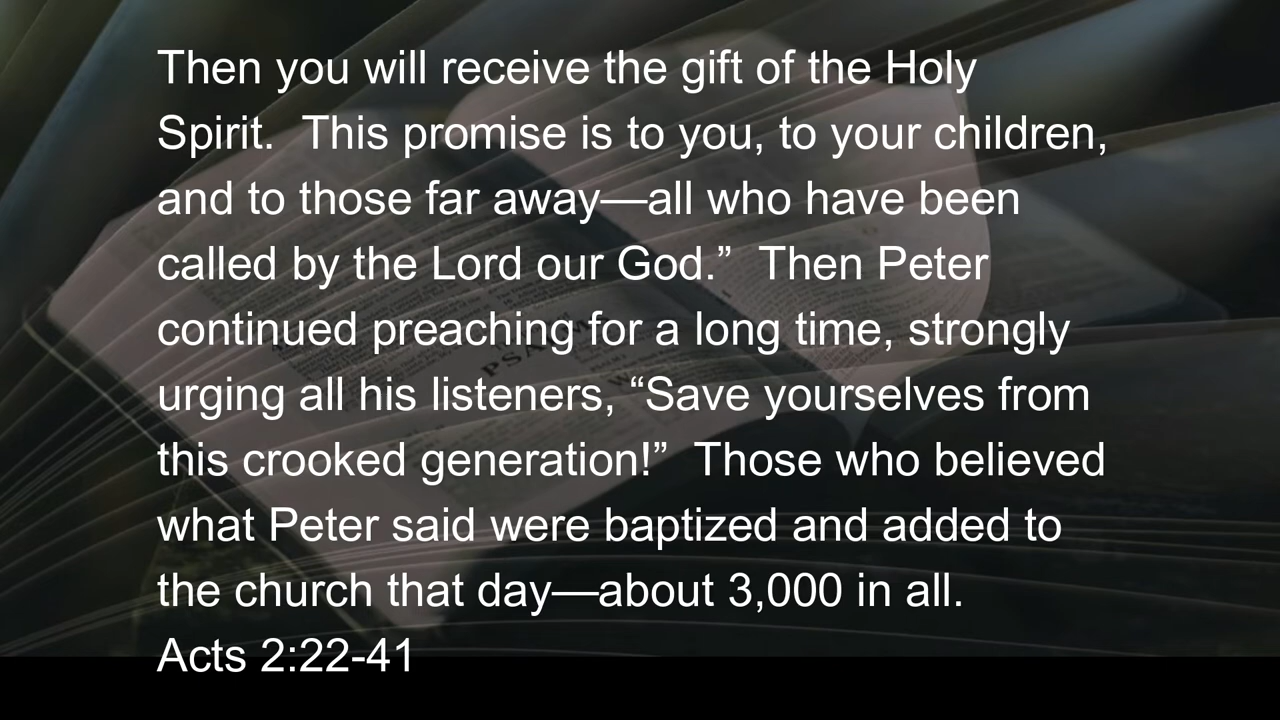 Then you will receive the gift of the Holy
Spirit.  This promise is to you, to your children,
and to those far away—all who have been
called by the Lord our God.”  Then Peter
continued preaching for a long time, strongly
urging all his listeners, “Save yourselves from
this crooked generation!”  Those who believed
what Peter said were baptized and added to
the church that day—about 3,000 in all.
Acts 2:22-41
PSALMS